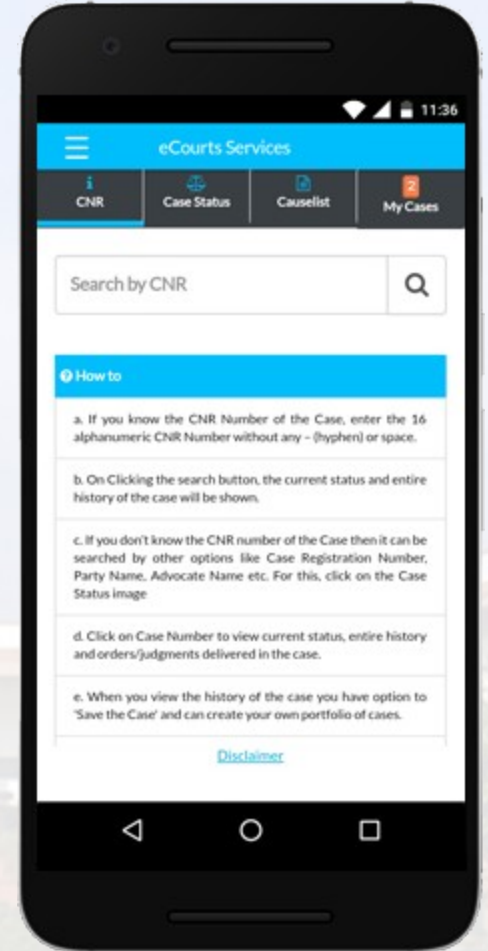 11:36
eCourts Services
CNR
Case Status
Causelist
2
My Cases
Search by CNR
How to
a. If you know the CNR Number of the Case, enter the 16
alphanumeric CNR Number without any – (hyphen) or space.
b. On Clicking the search button, the current status and entire
history of the case will be shown.
c. If you don't know the CNR number of the Case then it can be
searched by other options like Case Registration Number,
Party Name, Advocate Name etc. For this, click on the Case
Status image
d. Click on Case Number to view current status, entire history
and orders/judgments delivered in the case.
e. When you view the history of the case you have option to
'Save the Case' and can create your own portfolio of cases.
Disclaimer